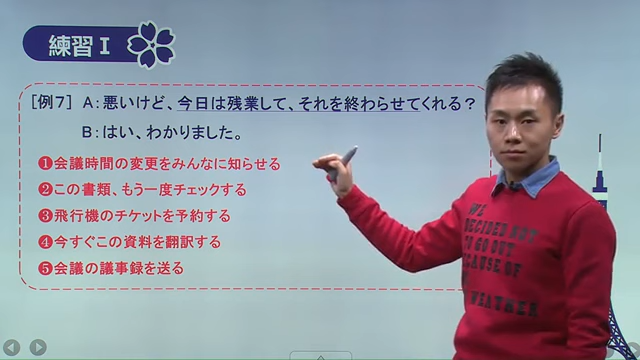 練習Ⅰ
[例7] A:悪いけど、今日は残業して、それを終わらせてくれる?
B:はい、わかりました。
❶会議時間の変更をみんなに知らせる
❷この書類、もう一度チェックする
❸飛行機のチケットを予約する
❹今すぐこの資料を翻訳する
❺会議の議事録を送る
WE
DECIDED NOT
TO GO OUT
BECAUSE OF
WEATHER